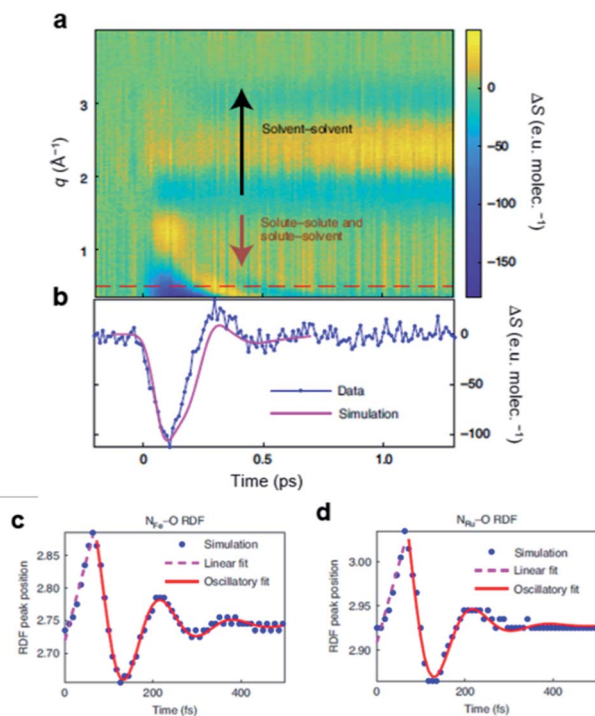 a
3
2
1
q (Å⁻¹)
Solvent–solvent
Solute–solute and
solute–solvent
0
−50
−100
−150
ΔS (e.u. molec. ⁻¹)
b
0
−50
−100
ΔS (e.u. molec. ⁻¹)
Data
Simulation
0
0.5
1.0
Time (ps)
c
N_Fe–O RDF
Simulation
Linear fit
Oscillatory fit
2.85
2.80
2.75
2.70
RDF peak position
0
200
400
Time (fs)
d
N_Ru–O RDF
Simulation
Linear fit
Oscillatory fit
3.00
2.95
2.90
RDF peak position
0
200
400
Time (fs)